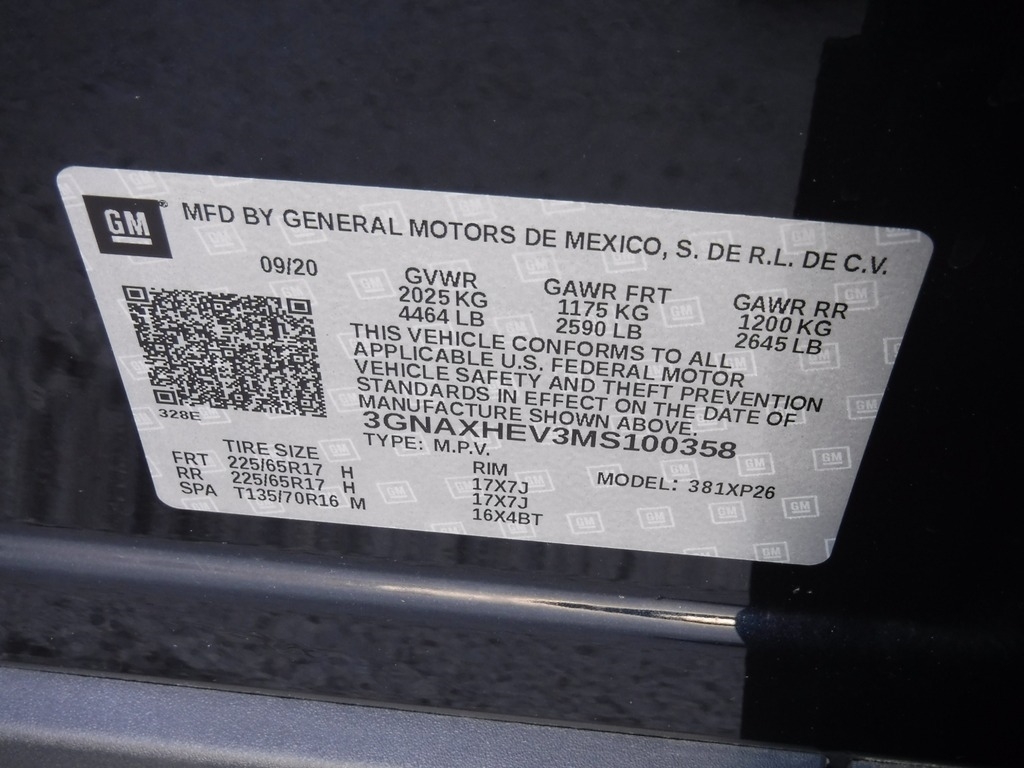 GM® MFD BY GENERAL MOTORS DE MEXICO, S. DE R.L. DE C.V.
09/20 GVWR GAWR FRT GAWR RR
2025 KG 1175 KG 1200 KG
4464 LB 2590 LB 2645 LB
THIS VEHICLE CONFORMS TO ALL
APPLICABLE U.S. FEDERAL MOTOR
VEHICLE SAFETY AND THEFT PREVENTION
STANDARDS IN EFFECT ON THE DATE OF
MANUFACTURE SHOWN ABOVE.
328E
3GNAXHEV3MS100358
TYPE: M.P.V.
MODEL: 381XP26
TIRE SIZE RIM
FRT 225/65R17 H 17X7J
RR 225/65R17 H 17X7J
SPA T135/70R16 M 16X4BT